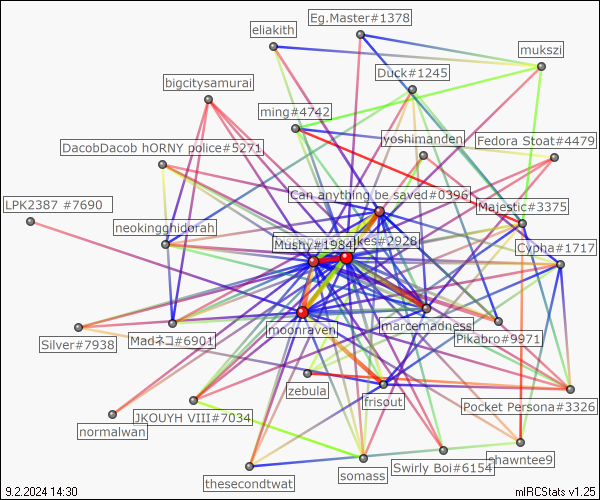 Eg.Master#1378
eliakith
mukszi
Duck#1245
bigcitysamurai
ming#4742
yoshimanden
Fedora Stoat#4479
DacobDacob hORNY police#5271
Can anything be saved#0396
LPK2387 #7690
Majestic#3375
neokingghidorah
Mushy#1984
ikes#2928
Cypha#1717
moonraven
marcemadness
Silver#7938
Madネコ#6901
Pikabro#9971
zebula
frisout
Pocket Persona#3326
JKOUYH VIII#7034
normalwan
shawntee9
Swirly Boi#6154
somass
thesecondtwat
9.2.2024 14:30
mIRCStats v1.25